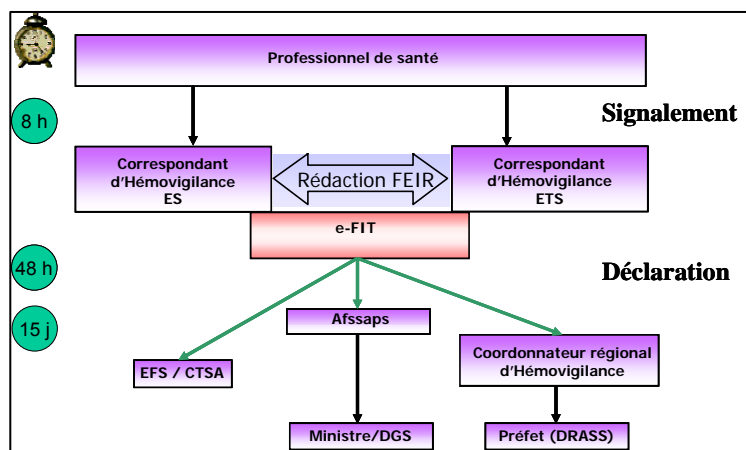 Professionnel de santé
8 h
Signalement
Correspondant
d'Hémovigilance
ES
Rédaction FEIR
Correspondant
d'Hémovigilance
ETS
e-FIT
48 h
Déclaration
15 j
Afssaps
EFS / CTSA
Coordonnateur régional
d'Hémovigilance
Ministre/DGS
Préfet (DRASS)